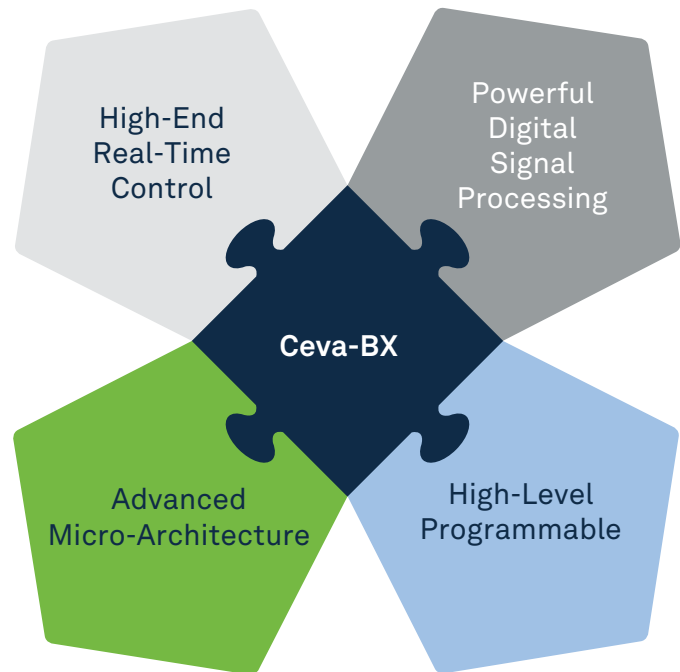 High-End
Real-Time
Control
Powerful
Digital
Signal
Processing
Ceva-BX
Advanced
Micro-Architecture
High-Level
Programmable